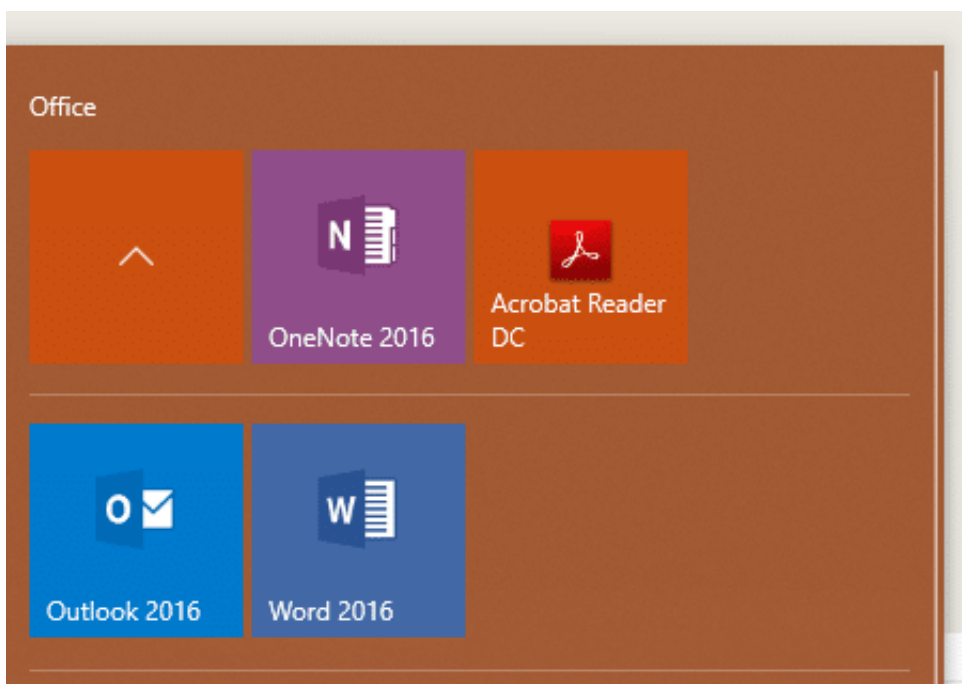 Office
N
OneNote 2016
Acrobat Reader
DC
O
Outlook 2016
W
Word 2016